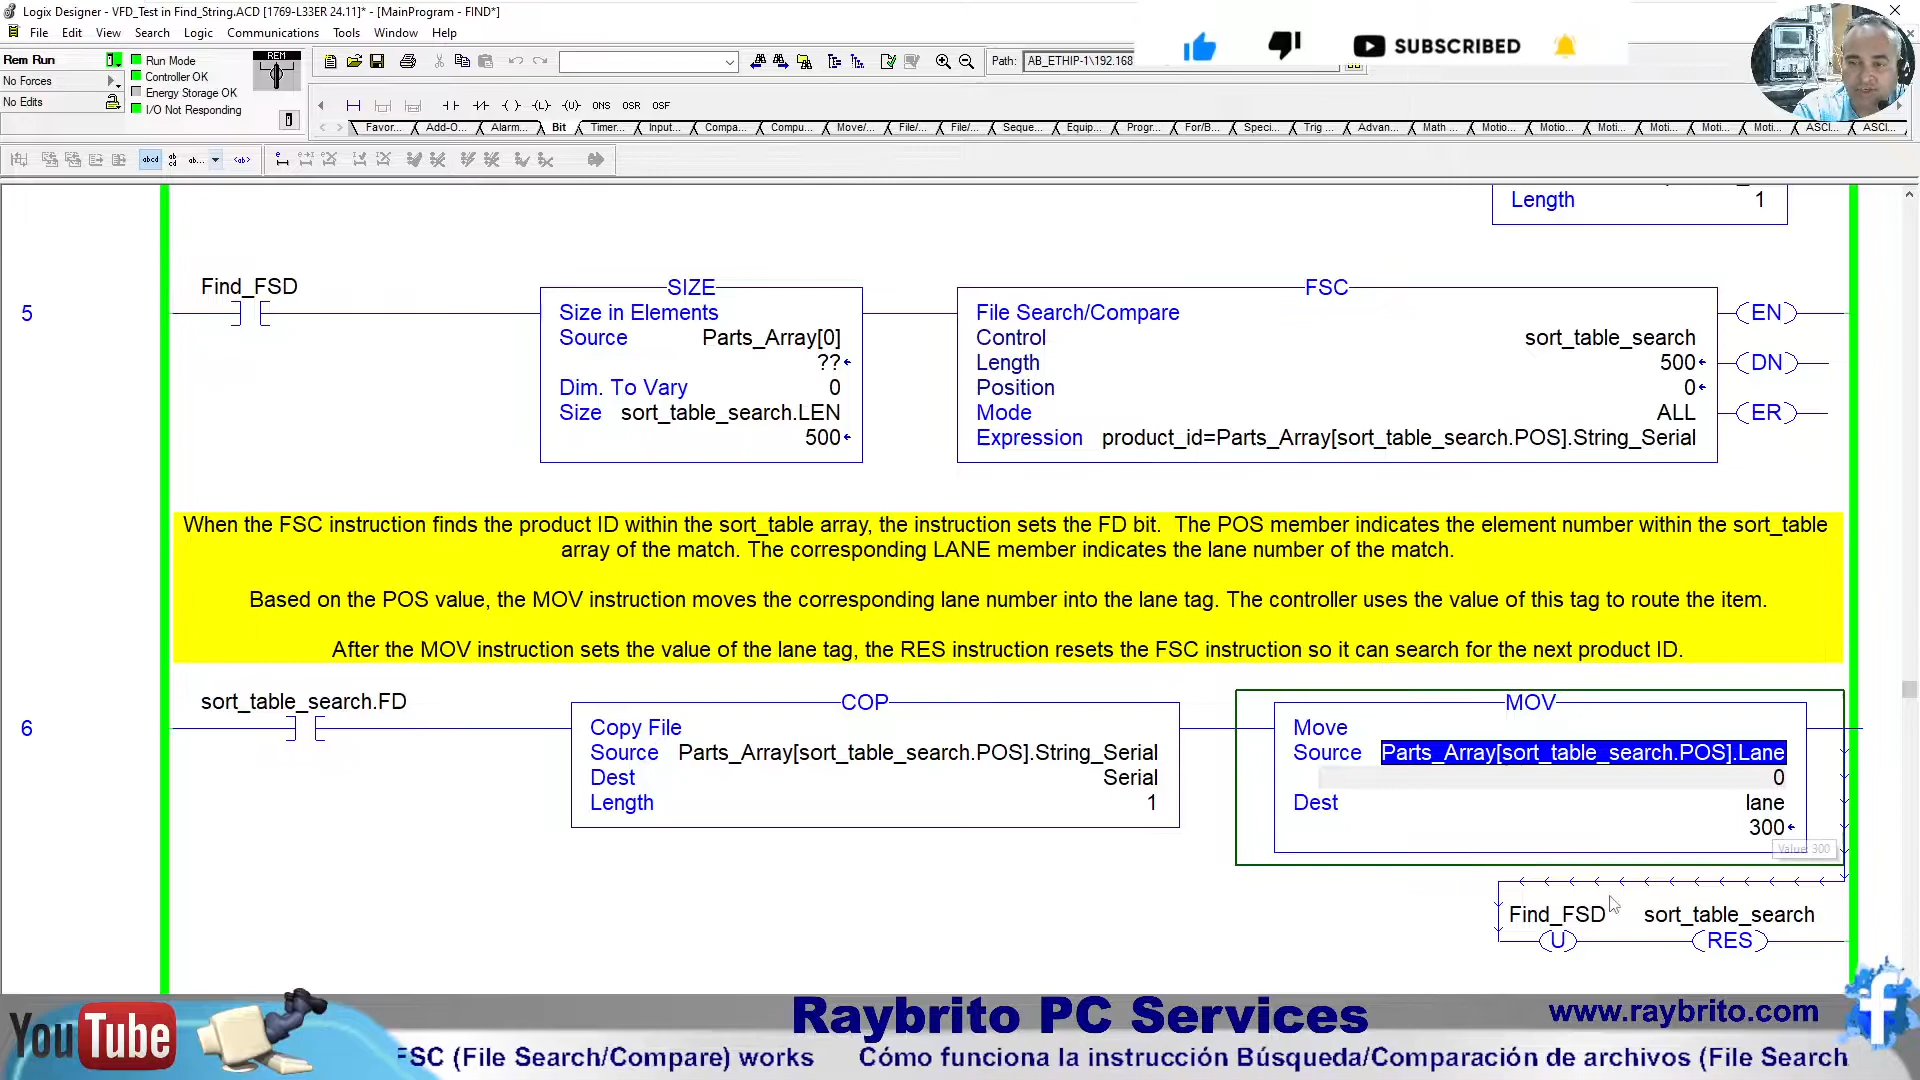 Logix Designer - VFD_Test in Find_String.ACD [1769-L33ER 24.11]* - [MainProgram - FIND*]
File Edit View Search Logic Communications Tools Window Help
Rem Run
No Forces
No Edits
Run Mode
Controller OK
Energy Storage OK
I/O Not Responding
REM
Path: AB_ETHIP-1\192.168
SUBSCRIBED
ONS OSR OSF
Favor... Add-O... Alarm... Bit Timer... Input... Compa... Compu... Move/... File/... File/... Seque... Equip... Progr... For/B... Speci... Trig ... Advan... Math ... Motio... Motio... Moti... Moti... Moti... Moti... ASCI... ASCI...
Length 1
5
Find_FSD
SIZE
Size in Elements
Source Parts_Array[0]
??
Dim. To Vary 0
Size sort_table_search.LEN
500
FSC
File Search/Compare
Control sort_table_search
Length 500
Position 0
Mode ALL
Expression product_id=Parts_Array[sort_table_search.POS].String_Serial
EN
DN
ER
When the FSC instruction finds the product ID within the sort_table array, the instruction sets the FD bit. The POS member indicates the element number within the sort_table
array of the match. The corresponding LANE member indicates the lane number of the match.
Based on the POS value, the MOV instruction moves the corresponding lane number into the lane tag. The controller uses the value of this tag to route the item.
After the MOV instruction sets the value of the lane tag, the RES instruction resets the FSC instruction so it can search for the next product ID.
6
sort_table_search.FD
COP
Copy File
Source Parts_Array[sort_table_search.POS].String_Serial
Dest Serial
Length 1
MOV
Move
Source Parts_Array[sort_table_search.POS].Lane
0
Dest lane
300
Value: 300
Find_FSD sort_table_search
U RES
YouTube
Raybrito PC Services
www.raybrito.com
FSC (File Search/Compare) works Cómo funciona la instrucción Búsqueda/Comparación de archivos (File Search